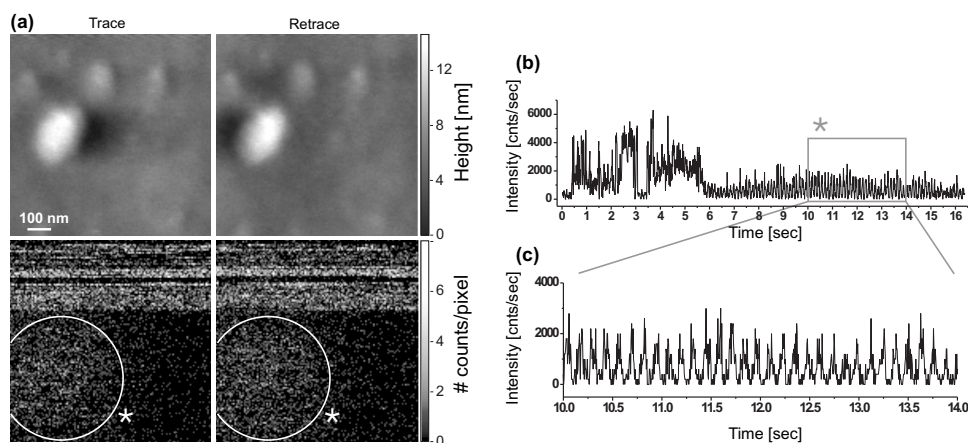 (a)
Trace
Retrace
12
8
4
0
Height [nm]
100 nm
6
4
2
0
# counts/pixel
*
*
(b)
Intensity [cnts/sec]
6000
4000
2000
0
*
0 1 2 3 4 5 6 7 8 9 10 11 12 13 14 15 16
Time [sec]
(c)
Intensity [cnts/sec]
4000
2000
0
10.0 10.5 11.0 11.5 12.0 12.5 13.0 13.5 14.0
Time [sec]